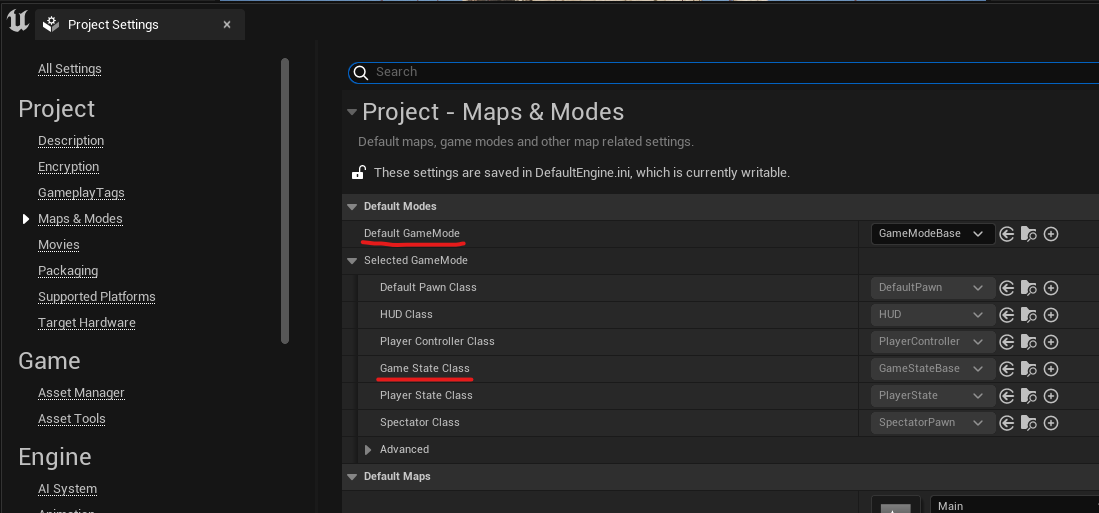 Project Settings
All Settings
Project
Description
Encryption
GameplayTags
Maps & Modes
Movies
Packaging
Supported Platforms
Target Hardware
Game
Asset Manager
Asset Tools
Engine
AI System
Animation
Search
Project - Maps & Modes
Default maps, game modes and other map related settings.
These settings are saved in DefaultEngine.ini, which is currently writable.
Default Modes
Default GameMode GameModeBase
Selected GameMode
Default Pawn Class DefaultPawn
HUD Class HUD
Player Controller Class PlayerController
Game State Class GameStateBase
Player State Class PlayerState
Spectator Class SpectatorPawn
Advanced
Default Maps
Main